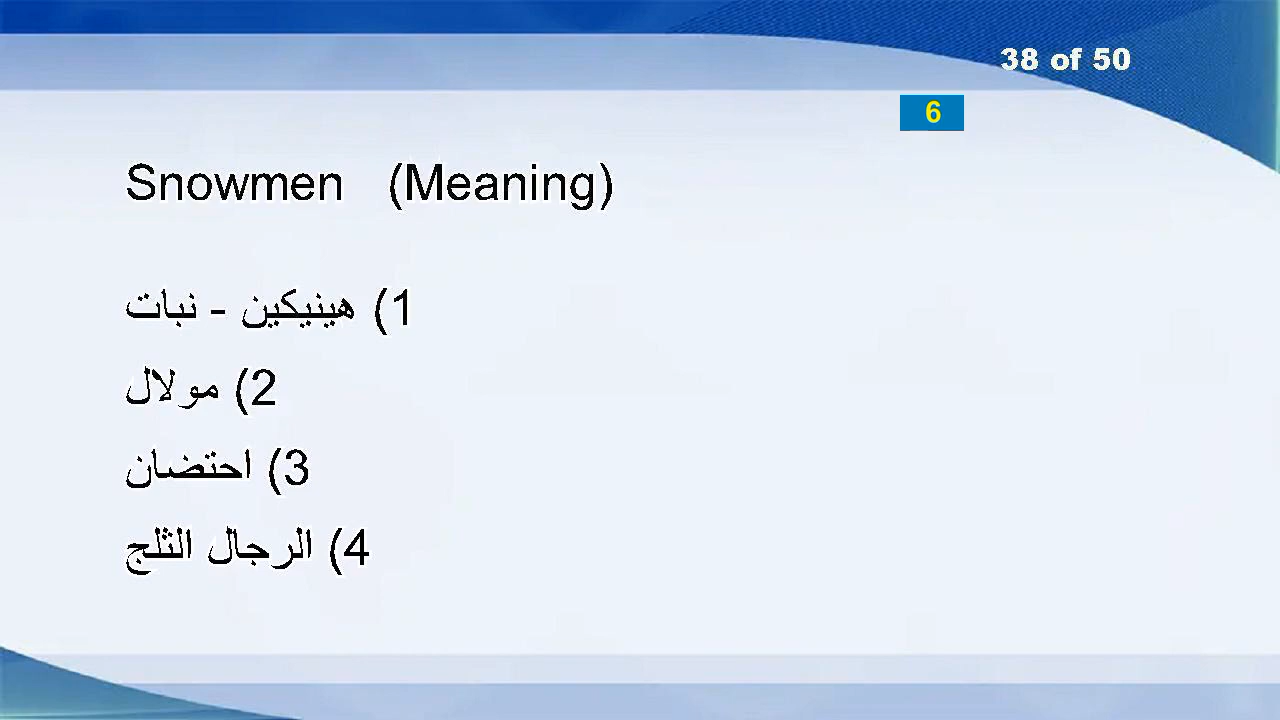 38 of 50
6
Snowmen (Meaning)
1) هينيكين - نبات
2) مولال
3) احتضان
4) الرجال الثلج